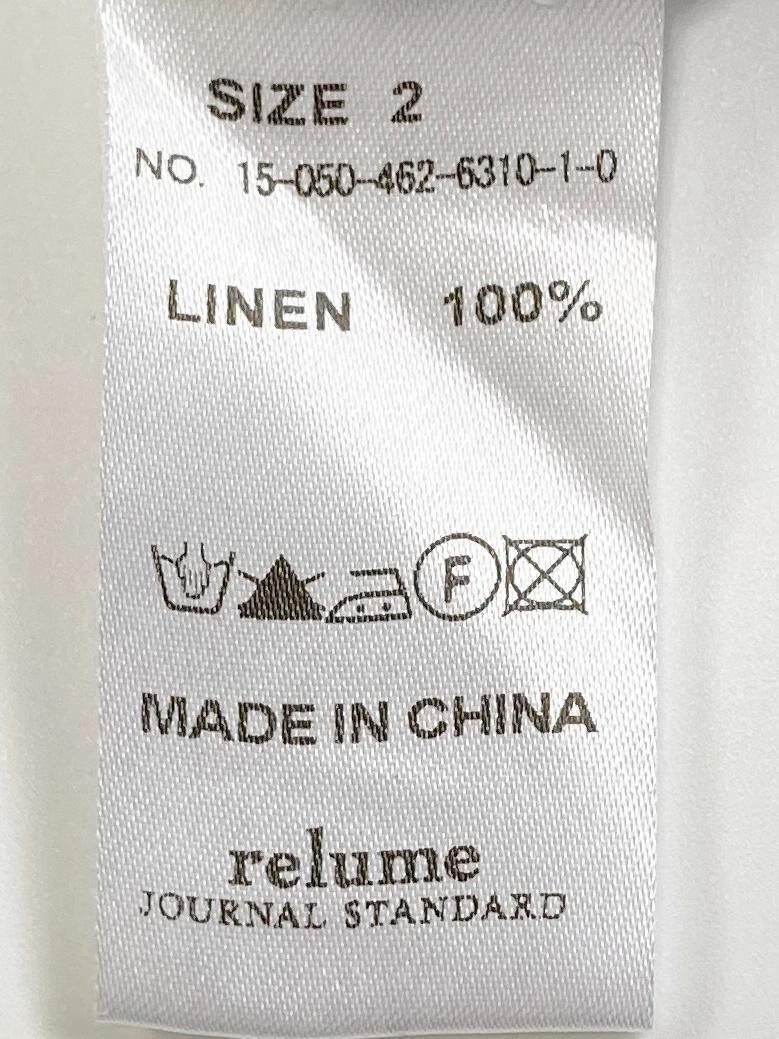 SIZE 2
NO. 15-050-462-6310-1-0
LINEN 100%
F
MADE IN CHINA
relume
JOURNAL STANDARD